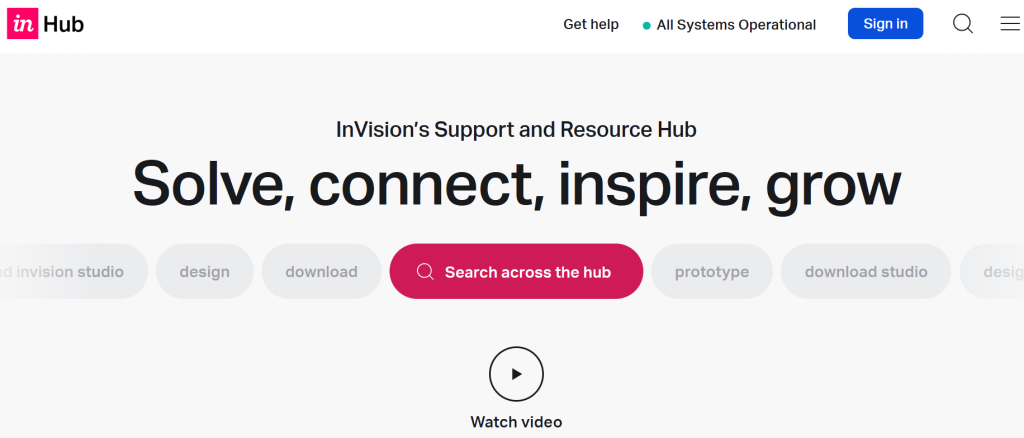 in Hub
Get help
All Systems Operational
Sign in
InVision's Support and Resource Hub
Solve, connect, inspire, grow
invision studio
design
download
Search across the hub
prototype
download studio
Watch video